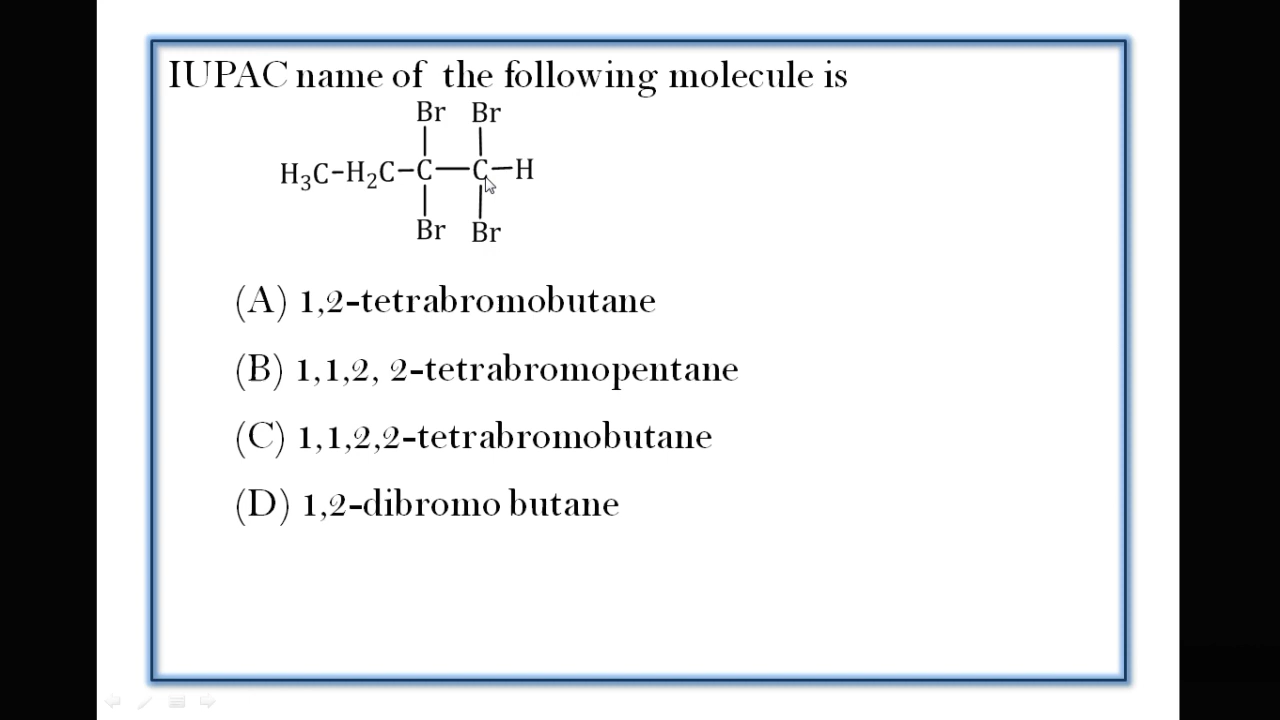 IUPAC name of the following molecule is
Br Br
H₃C-H₂C-C-C-H
Br Br
(A) 1,2-tetrabromobutane
(B) 1,1,2, 2-tetrabromopentane
(C) 1,1,2,2-tetrabromobutane
(D) 1,2-dibromo butane